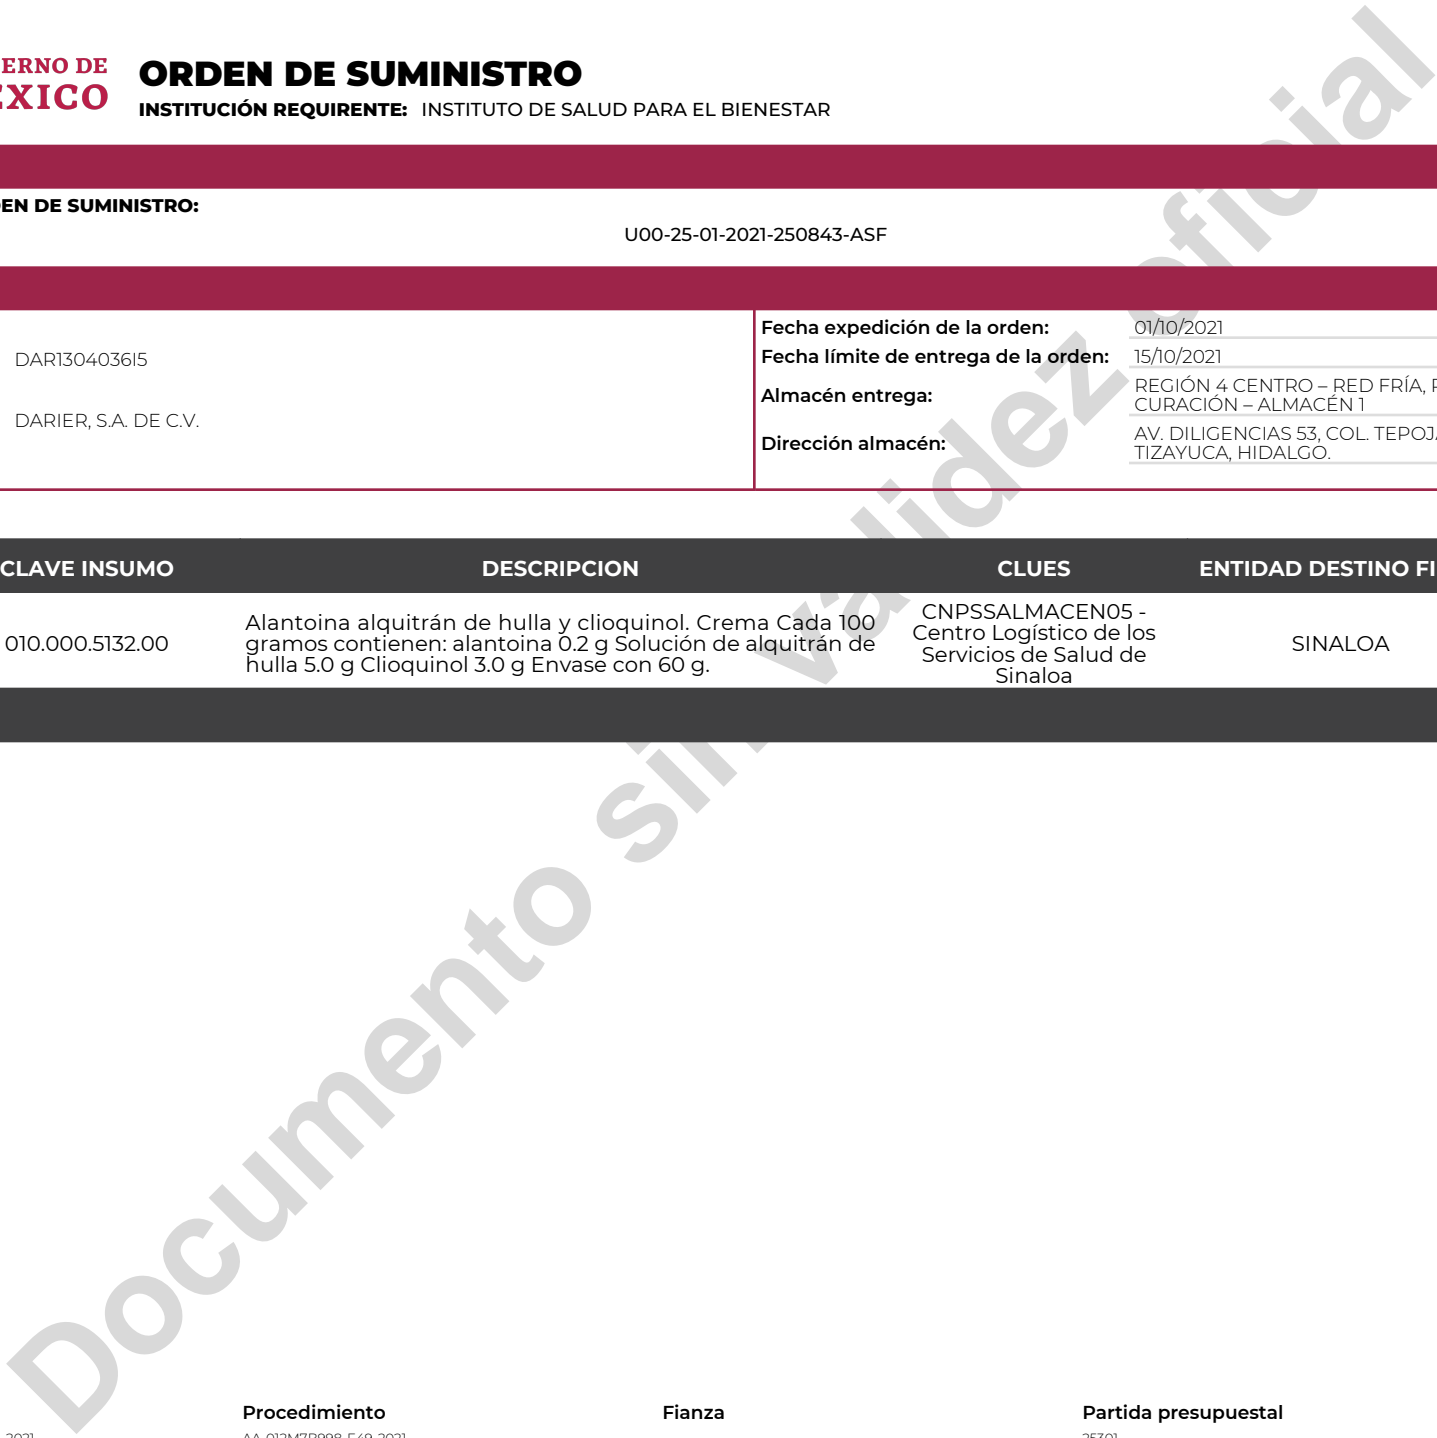 ERNO DE
ORDEN DE SUMINISTRO
EXICO
INSTITUCIÓN REQUIRENTE: INSTITUTO DE SALUD PARA EL BIENESTAR
EN DE SUMINISTRO:
U00-25-01-2021-250843-ASF
DAR1304036I5
DARIER, S.A. DE C.V.
Fecha expedición de la orden: 01/10/2021
Fecha límite de entrega de la orden: 15/10/2021
Almacén entrega:
REGIÓN 4 CENTRO – RED FRÍA,
CURACIÓN – ALMACÉN 1
Dirección almacén:
AV. DILIGENCIAS 53, COL. TEPOJ
TIZAYUCA, HIDALGO.
CLAVE INSUMO DESCRIPCION CLUES ENTIDAD DESTINO FI
010.000.5132.00
Alantoina alquitrán de hulla y clioquinol. Crema Cada 100
gramos contienen: alantoina 0.2 g Solución de alquitrán de
hulla 5.0 g Clioquinol 3.0 g Envase con 60 g.
CNPSSALMACEN05 -
Centro Logístico de los
Servicios de Salud de
Sinaloa
SINALOA
Documento sin validez oficial
Procedimiento Fianza Partida presupuestal